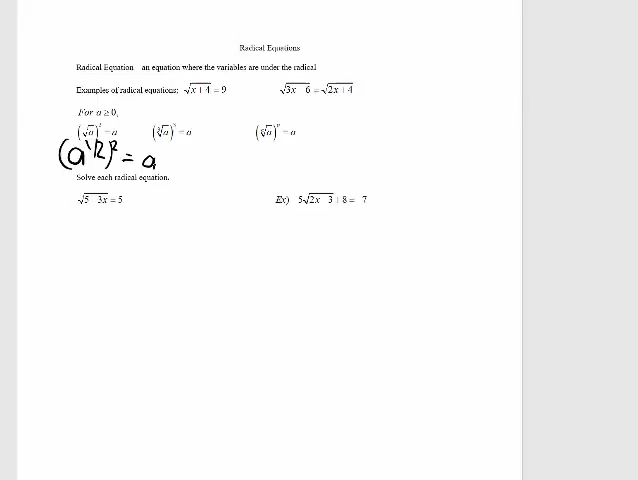 Radical Equations
Radical Equation   an equation where the variables are under the radical
Examples of radical equations:  √(x + 4) = 9     √(3x   6) = √(2x + 4)
For a ≥ 0,
(√a)² = a     (∛a)³ = a     (ⁿ√a)ⁿ = a
(a^1/2)² = a
Solve each radical equation.
√(5   3x) = 5     Ex)   5√(2x   3) + 8 =   7